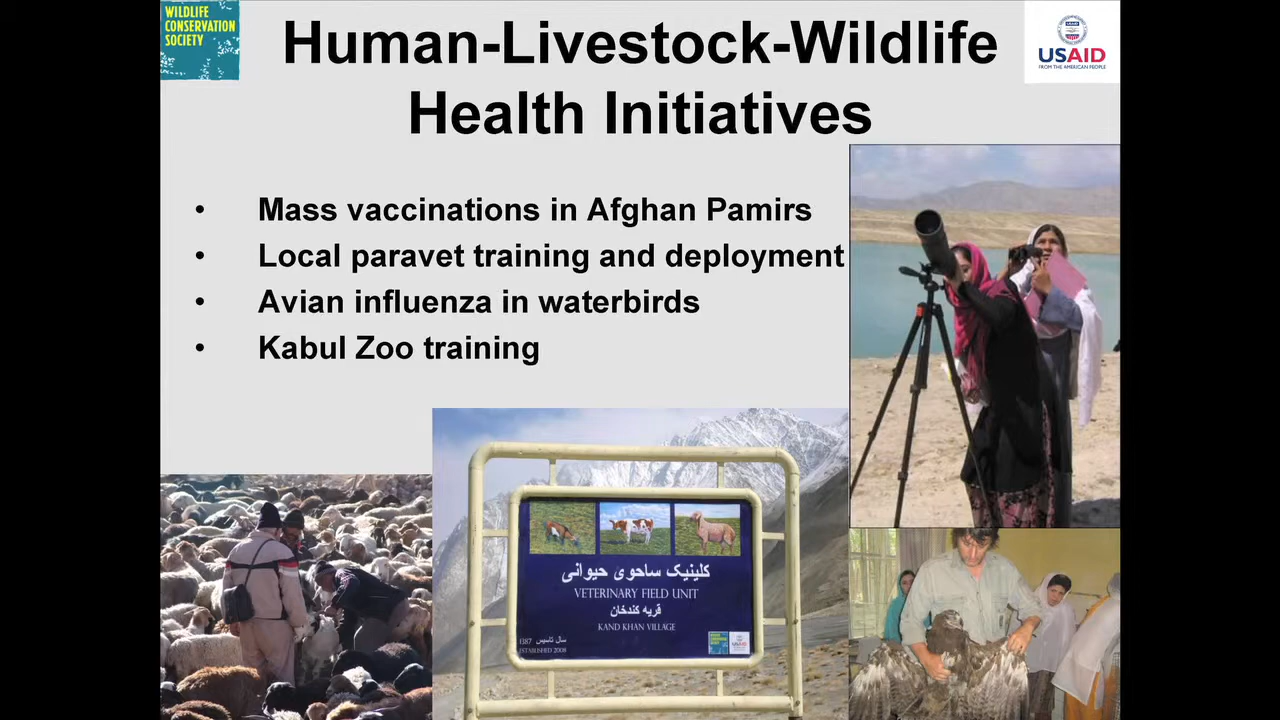 WILDLIFE
CONSERVATION
SOCIETY
Human-Livestock-Wildlife
Health Initiatives
USAID
FROM THE AMERICAN PEOPLE
• Mass vaccinations in Afghan Pamirs
• Local paravet training and deployment
• Avian influenza in waterbirds
• Kabul Zoo training
کلینیک ساحوی حیوانی
VETERINARY FIELD UNIT
قریه کندخان
KAND KHAN VILLAGE
سال تاسیس 1387
ESTABLISHED 2008
USAID